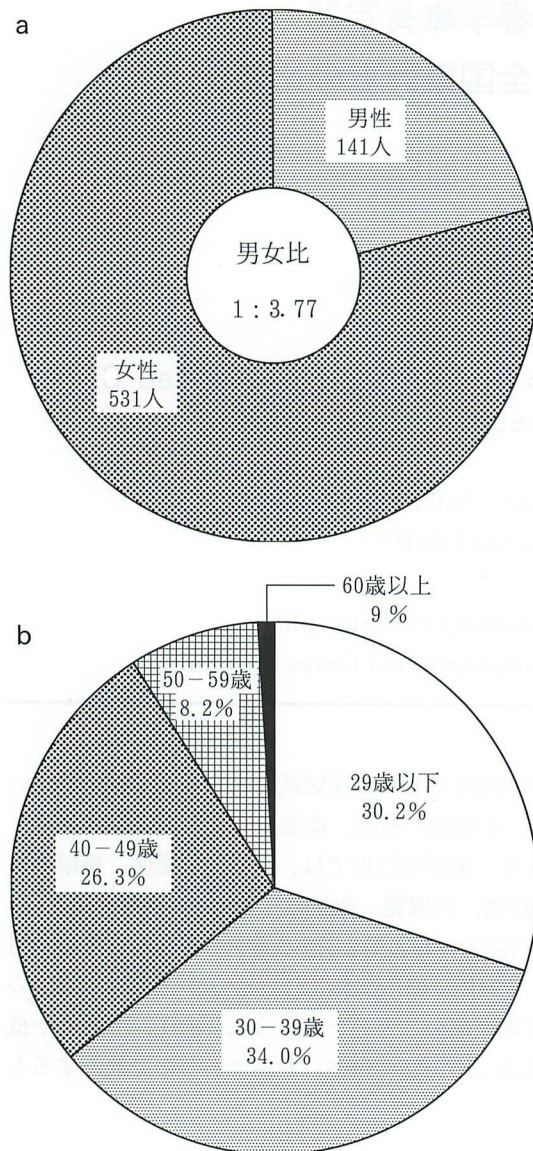 a
男性
141人
男女比
1：3.77
女性
531人
b
60歳以上
9％
50－59歳
8.2％
29歳以下
30.2％
40－49歳
26.3％
30－39歳
34.0％